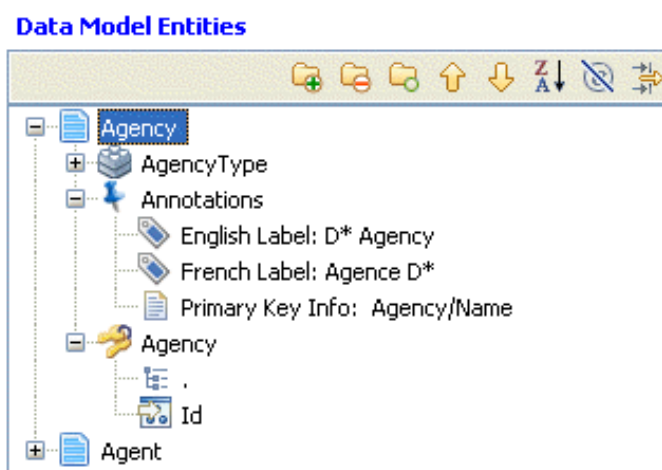 Data Model Entities
Z
A
Agency
AgencyType
Annotations
English Label: D* Agency
French Label: Agence D*
Primary Key Info: Agency/Name
Agency
.
Id
Agent